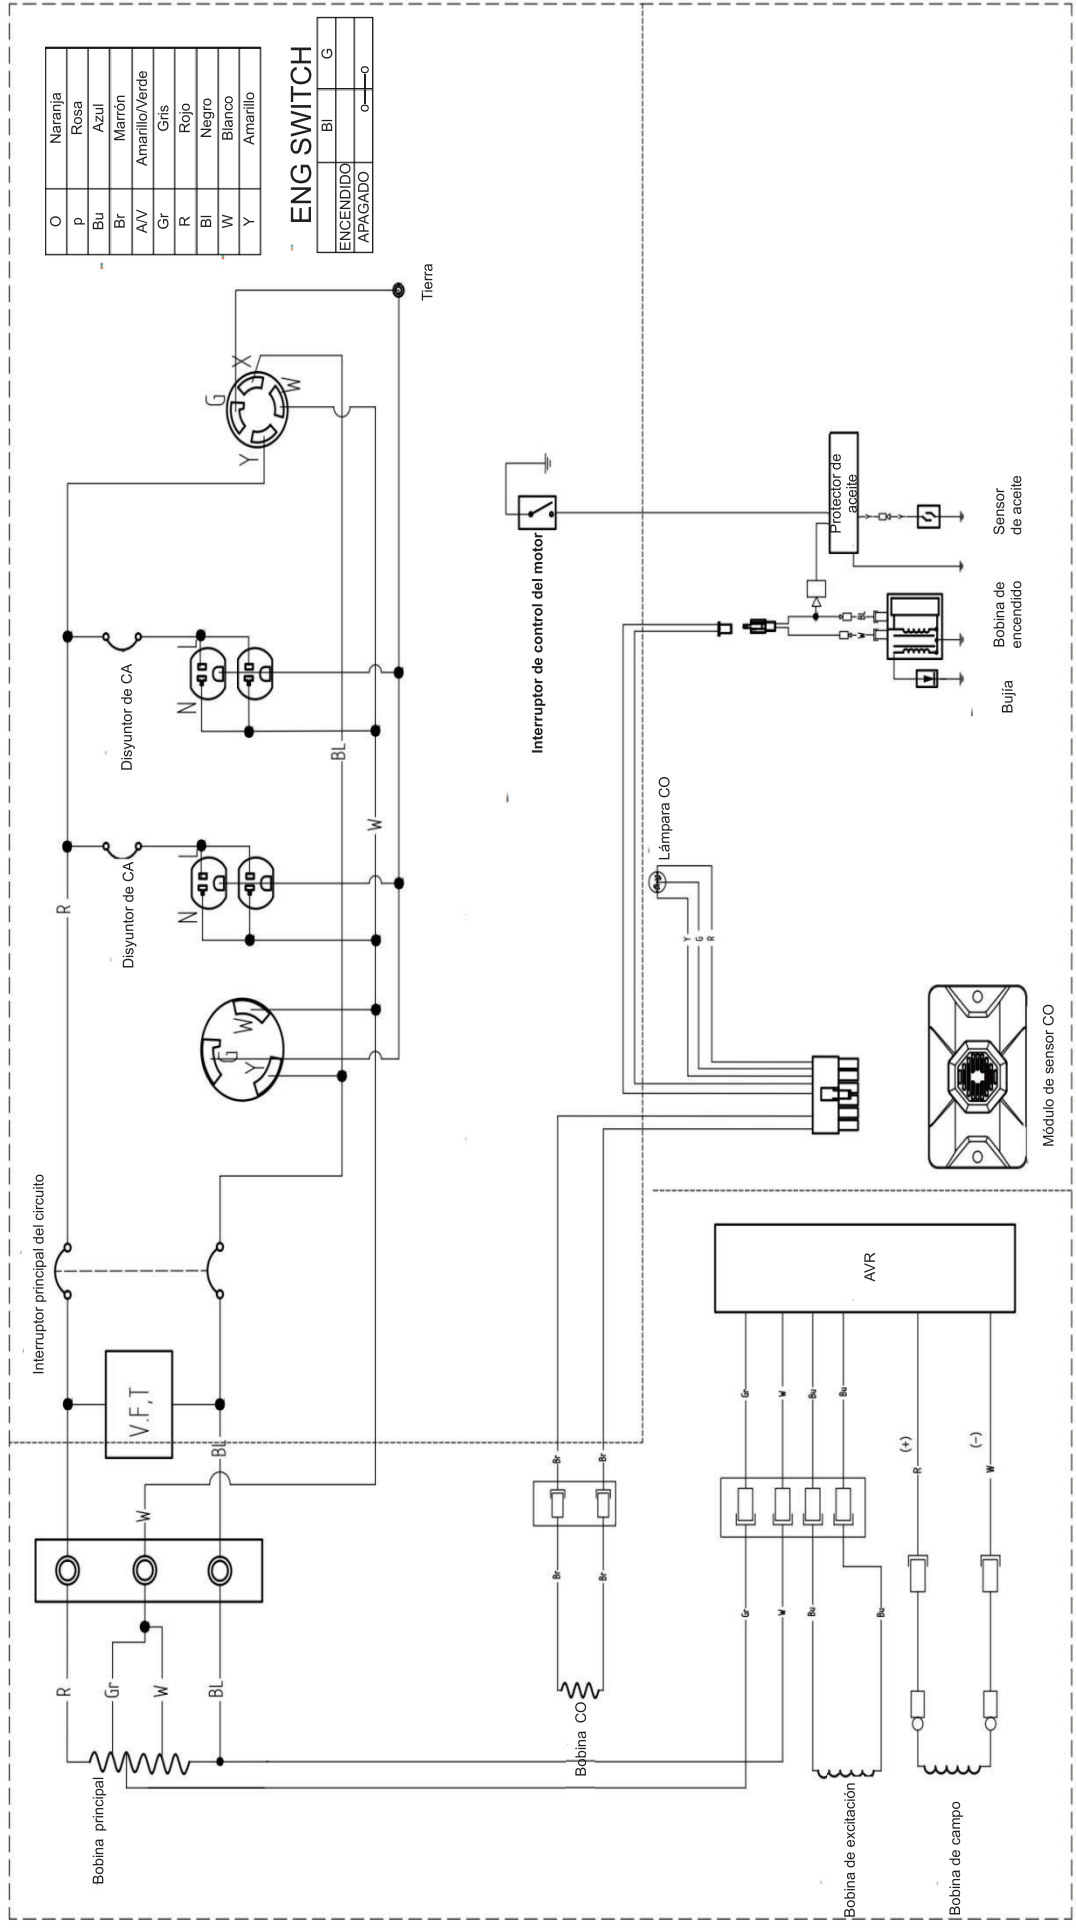 O Naranja
p Rosa
Bu Azul
Br Marrón
A/V Amarillo/Verde
Gr Gris
R Rojo
Bl Negro
W Blanco
Y Amarillo
ENG SWITCH
Bl G
ENCENDIDO
APAGADO
Tierra
G
X
W
Y
Disyuntor de CA
L
N
BL
W
Disyuntor de CA
L
N
R
G
W
Y
Interruptor principal del circuito
V.F,T
BL
W
R
Gr
W
BL
Bobina principal
Interruptor de control del motor
Protector de
aceite
Sensor
de aceite
Bobina de
encendido
BL
W
Bujía
Lámpara CO
Y
G
R
Módulo de sensor CO
Br
Br
Br
Br
Bobina CO
AVR
Gr
W
Bu
Bu
R
(+)
W
(-)
Gr
W
Bu
Bu
Bobina de excitación
Bobina de campo